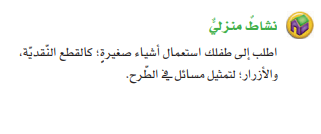 نشاطٌ منزليٌّ
اطلب إلى طفلك استعمال أشياء صغيرةٍ؛ كالقطع النّقديّة،
والأزرار؛ لتمثيل مسائل في الطّرح.